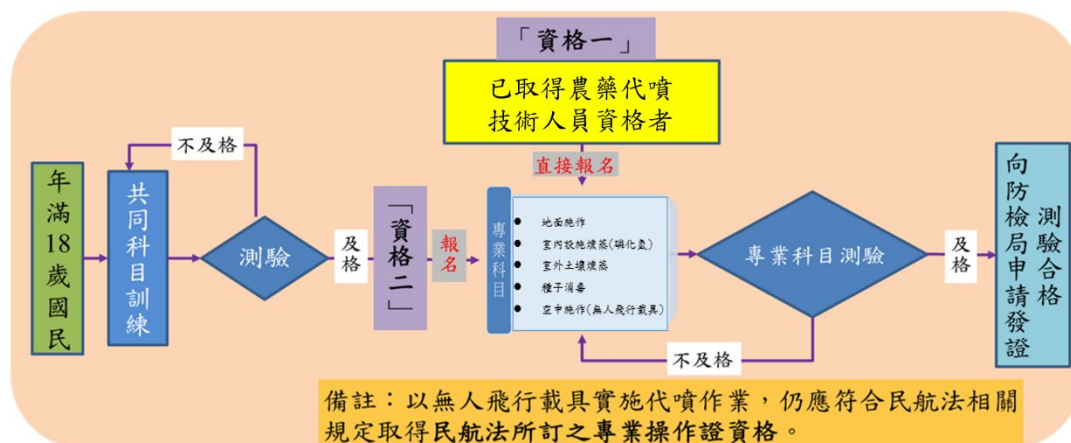 「資格一」
已取得農藥代噴
技術人員資格者
直接報名
年滿18歲國民
共同科目訓練
不及格
測驗
及格
「資格二」
報名
專業科目
● 地面施作
● 室內設施燻蒸(磷化氫)
● 室外土壤燻蒸
● 種子消毒
● 空中施作(無人飛行載具)
專業科目測驗
不及格
及格
測驗合格
向防檢局申請發證
備註：以無人飛行載具實施代噴作業，仍應符合民航法相關
規定取得民航法所訂之專業操作證資格。